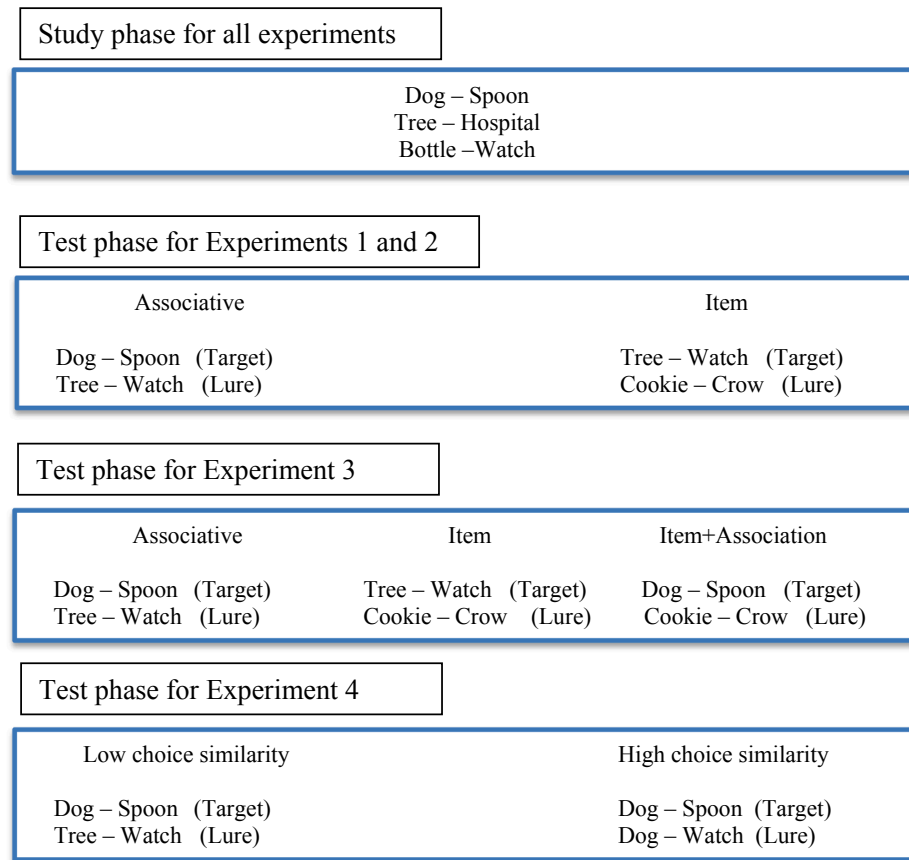 Study phase for all experiments
Dog – Spoon
Tree – Hospital
Bottle –Watch
Test phase for Experiments 1 and 2
Associative Item
Dog – Spoon (Target) Tree – Watch (Target)
Tree – Watch (Lure) Cookie – Crow (Lure)
Test phase for Experiment 3
Associative Item Item+Association
Dog – Spoon (Target) Tree – Watch (Target) Dog – Spoon (Target)
Tree – Watch (Lure) Cookie – Crow (Lure) Cookie – Crow (Lure)
Test phase for Experiment 4
Low choice similarity High choice similarity
Dog – Spoon (Target) Dog – Spoon (Target)
Tree – Watch (Lure) Dog – Watch (Lure)